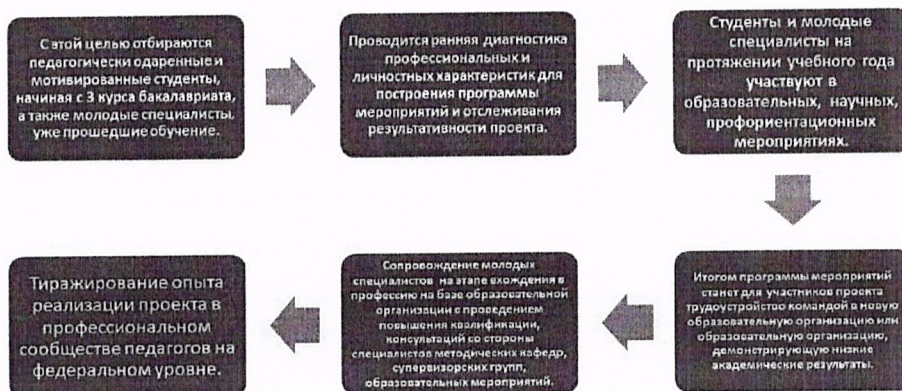 С этой целью отбираются
педагогически одаренные и
мотивированные студенты,
начиная с 3 курса бакалавриата,
а также молодые специалисты,
уже прошедшие обучение.
Проводится ранняя диагностика
профессиональных и
личностных характеристик для
построения программы
мероприятий и отслеживания
результативности проекта.
Студенты и молодые
специалисты на
протяжении учебного года
участвуют в
образовательных, научных,
профориентационных
мероприятиях.
Итогом программы мероприятий
станет для участников проекта
трудоустройство командой в новую
образовательную организацию или
образовательную организацию,
демонстрирующую низкие
академические результаты.
Сопровождение молодых
специалистов на этапе вхождения в
профессию на базе образовательной
организации с проведением
повышения квалификации,
консультаций со стороны
специалистов методических кафедр,
супервизорских групп,
образовательных мероприятий.
Тиражирование опыта
реализации проекта в
профессиональном
сообществе педагогов на
федеральном уровне.